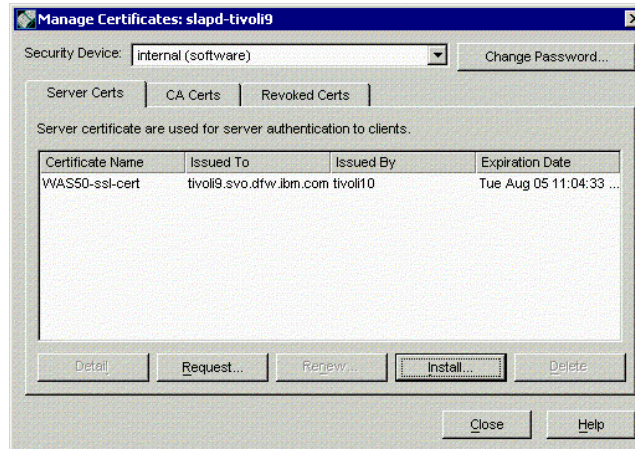 Manage Certificates: slapd-tivoli9
Security Device: internal (software) Change Password...
Server Certs CA Certs Revoked Certs
Server certificate are used for server authentication to clients.
Certificate Name Issued To Issued By Expiration Date
WAS50-ssl-cert tivoli9.svo.dfw.ibm.com tivoli10 Tue Aug 05 11:04:33 ...
Detail Request... Renew... Install... Delete
Close Help